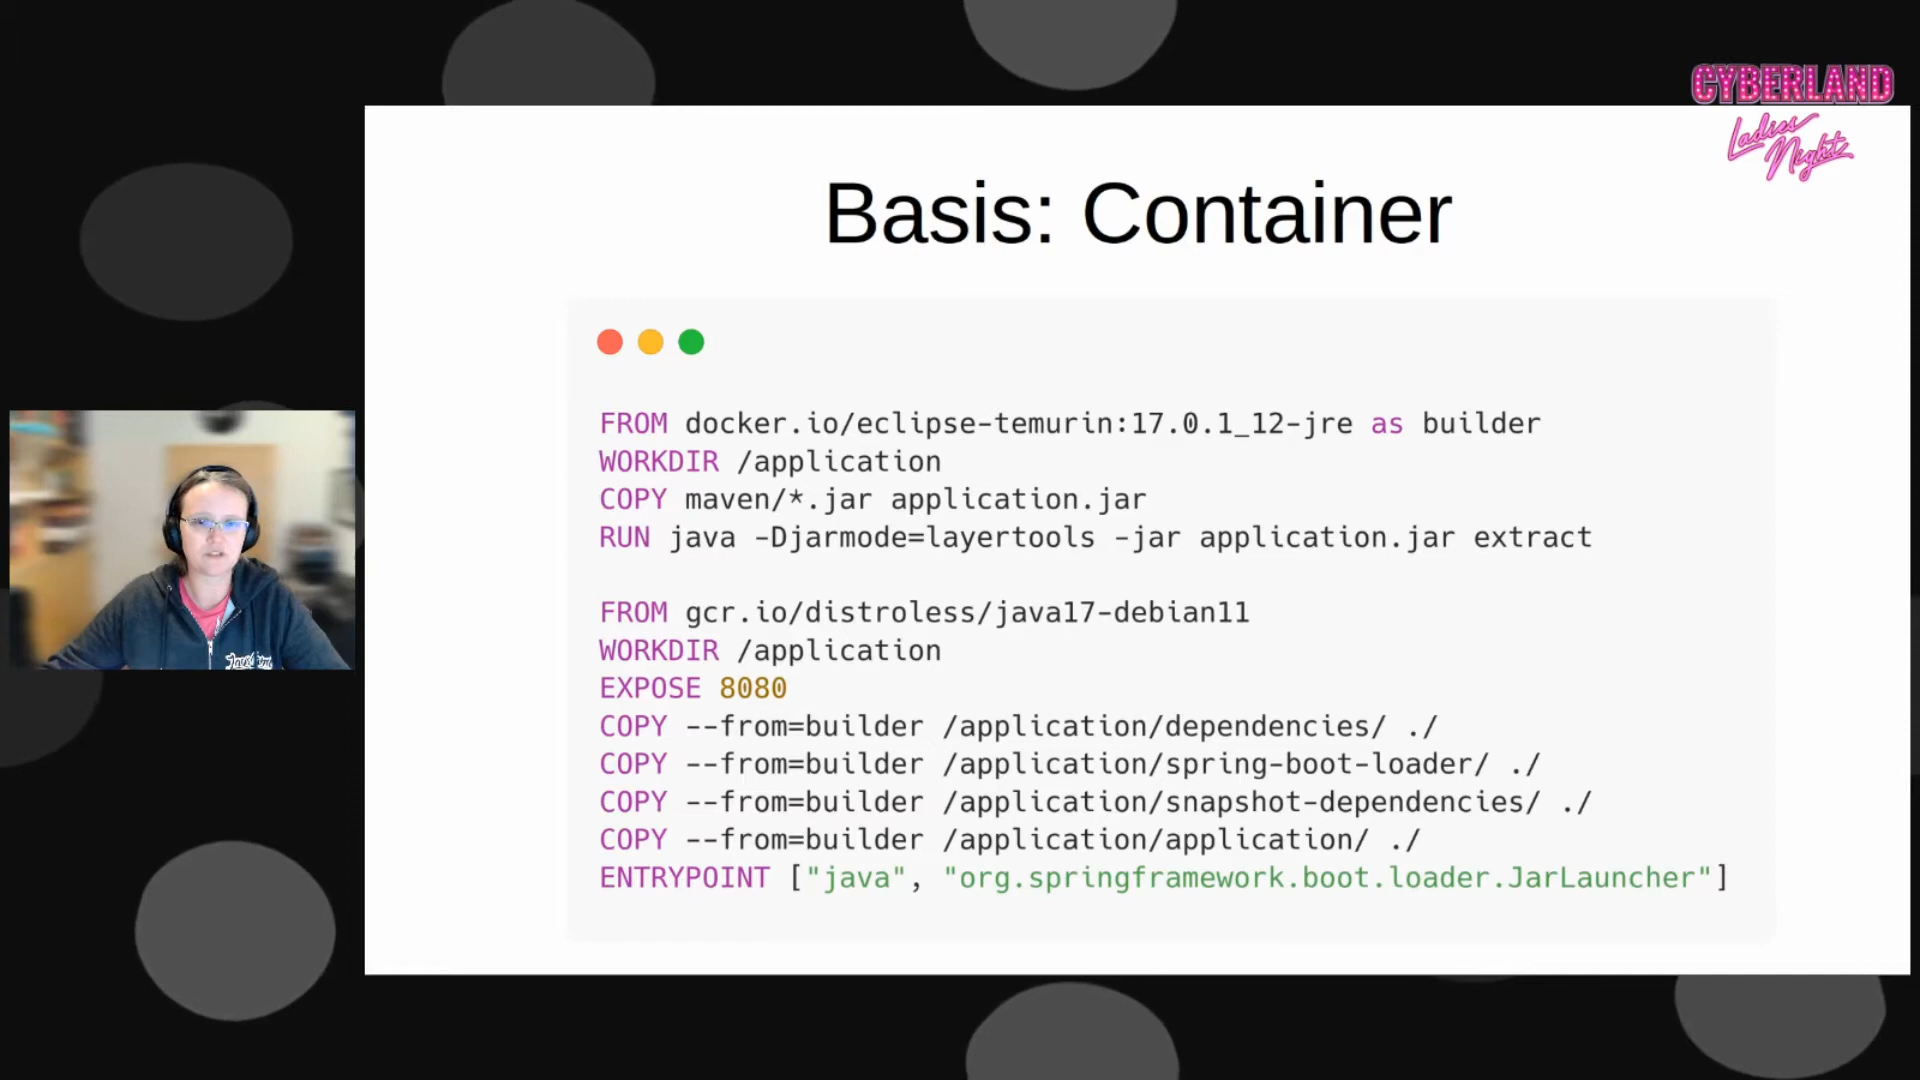 CYBERLAND
Ladies
Night
Basis: Container
FROM docker.io/eclipse-temurin:17.0.1_12-jre as builder
WORKDIR /application
COPY maven/*.jar application.jar
RUN java -Djarmode=layertools -jar application.jar extract
FROM gcr.io/distroless/java17-debian11
WORKDIR /application
EXPOSE 8080
COPY --from=builder /application/dependencies/ ./
COPY --from=builder /application/spring-boot-loader/ ./
COPY --from=builder /application/snapshot-dependencies/ ./
COPY --from=builder /application/application/ ./
ENTRYPOINT ["java", "org.springframework.boot.loader.JarLauncher"]